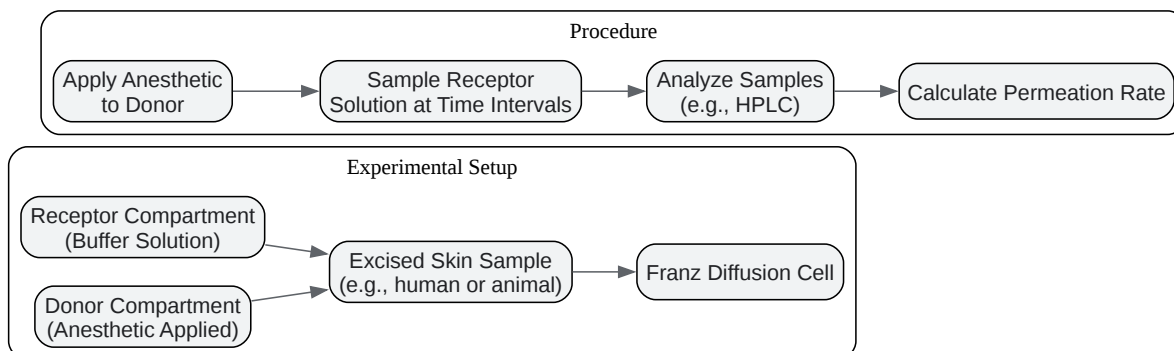 Procedure
Apply Anesthetic
to Donor
Sample Receptor
Solution at Time Intervals
Analyze Samples
(e.g., HPLC)
Calculate Permeation Rate
Experimental Setup
Receptor Compartment
(Buffer Solution)
Donor Compartment
(Anesthetic Applied)
Excised Skin Sample
(e.g., human or animal)
Franz Diffusion Cell